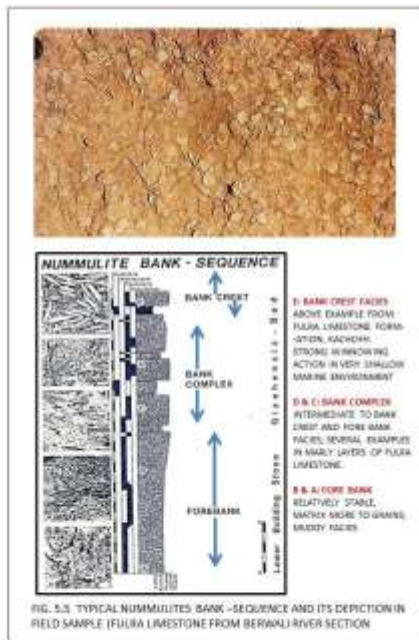 NUMMULITE BANK - SEQUENCE
BANK CREST
BANK
COMPLEX
FOREBANK
Lower Building Stone Gizehensis-Bed
E: BANK CREST FACIES
ABOVE EXAMPLE FROM
FULRA LIMESTONE FORM-
ATION, KACHCHH.
STRONG WINNOWING
ACTION IN VERY SHALLOW
MARINE ENVIRONMENT
D & C: BANK COMPLEX
INTERMEDIATE TO BANK
CREST AND FORE BANK
FACIES; SEVERAL EXAMPLES
IN MARLY LAYERS OF FULRA
LIMESTONE.
B & A: FORE BANK
RELATIVELY STABLE,
MATRIX MORE TO GRAINS,
MUDDY FACIES
FIG. 5.5 TYPICAL NUMMULITES BANK –SEQUENCE AND ITS DEPICTION IN
FIELD SAMPLE (FULRA LIMESTONE FROM BERWALI RIVER SECTION